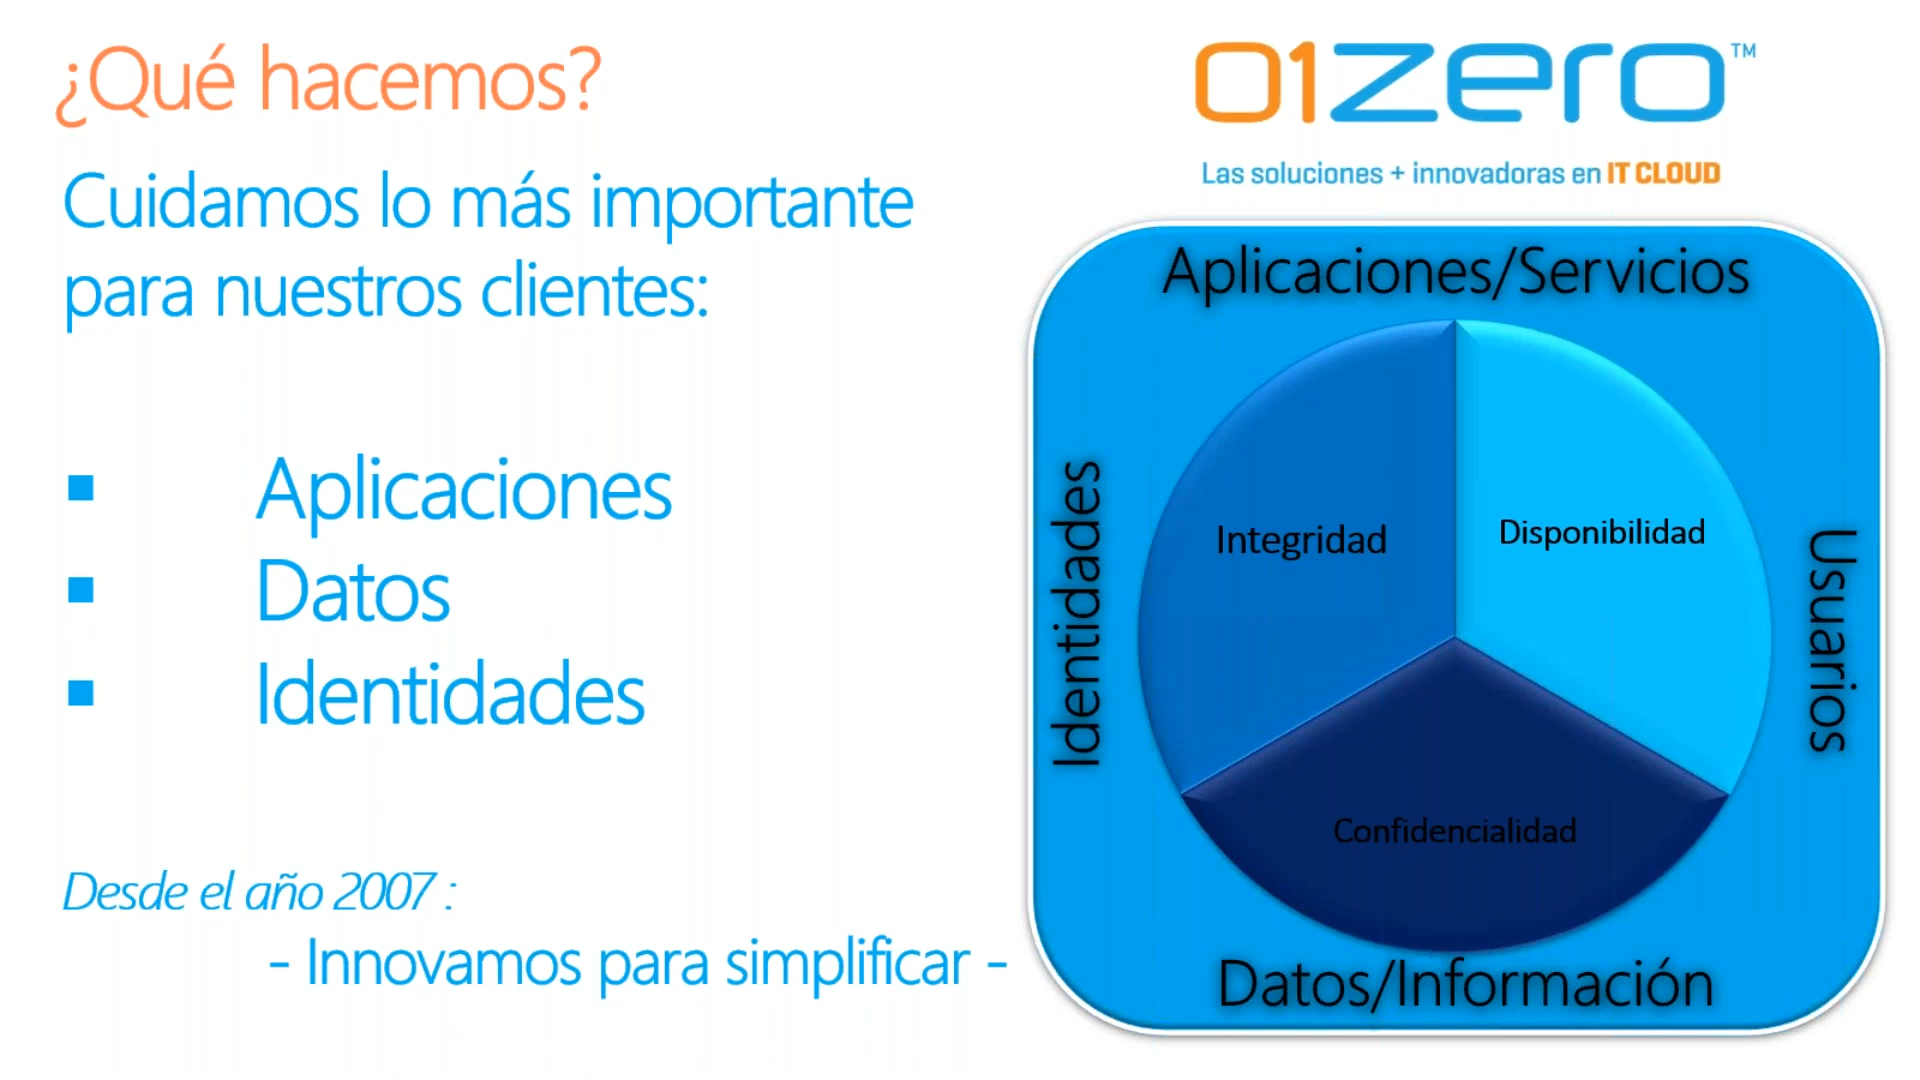 ¿Qué hacemos?
Cuidamos lo más importante
para nuestros clientes:
▪ Aplicaciones
▪ Datos
▪ Identidades
Desde el año 2007 :
- Innovamos para simplificar -
01zero™
Las soluciones + innovadoras en IT CLOUD
Aplicaciones/Servicios
Identidades
Integridad
Disponibilidad
Usuarios
Confidencialidad
Datos/Información